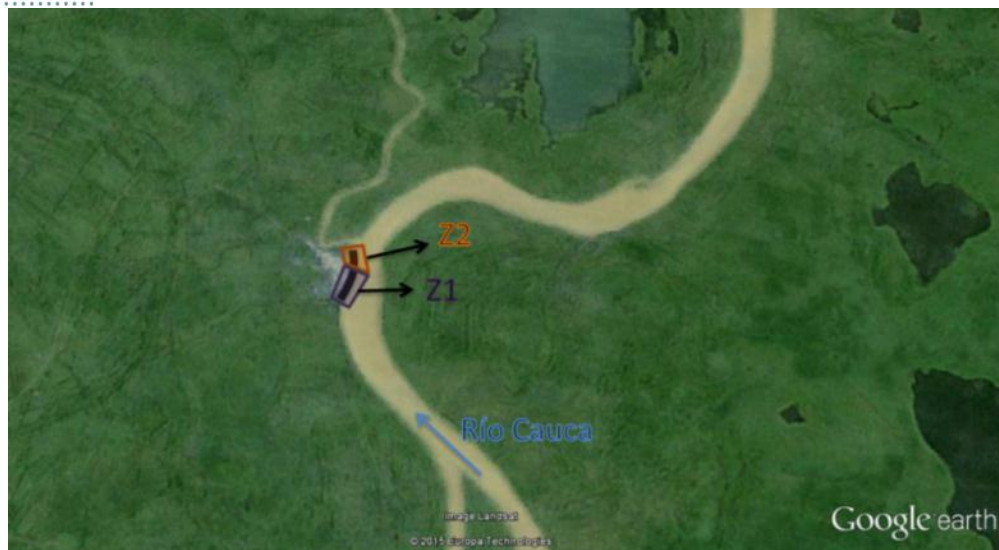 Z2
Z1
Río Cauca
Image Landsat
© 2015 Europa Technologies
Google earth